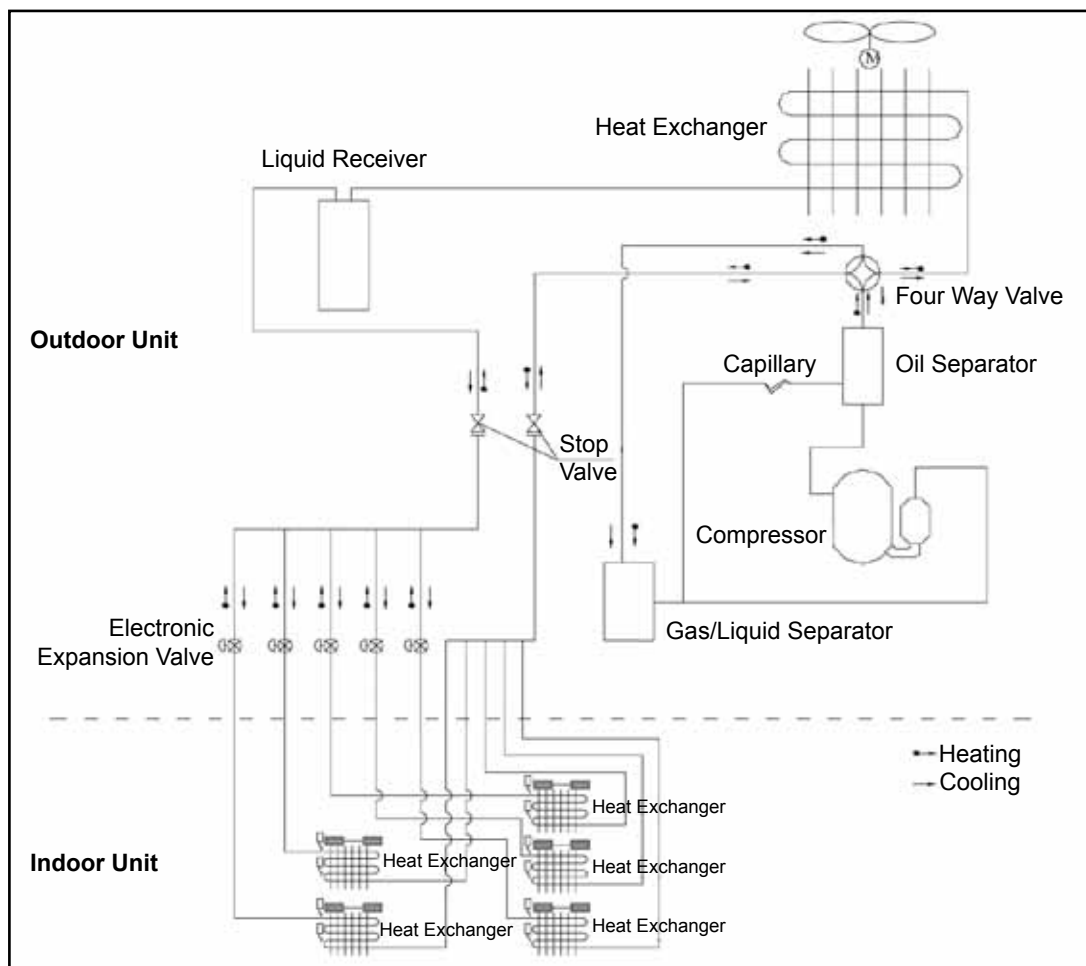 M
Heat Exchanger
Liquid Receiver
Four Way Valve
Outdoor Unit
Capillary
Oil Separator
Stop
Valve
Compressor
Electronic
Expansion Valve
Gas/Liquid Separator
Heating
Cooling
Heat Exchanger
Indoor Unit
Heat Exchanger
Heat Exchanger
Heat Exchanger
Heat Exchanger